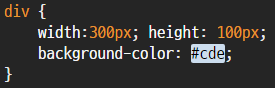 div {
    width:300px; height: 100px;
    background-color: #cde;
}